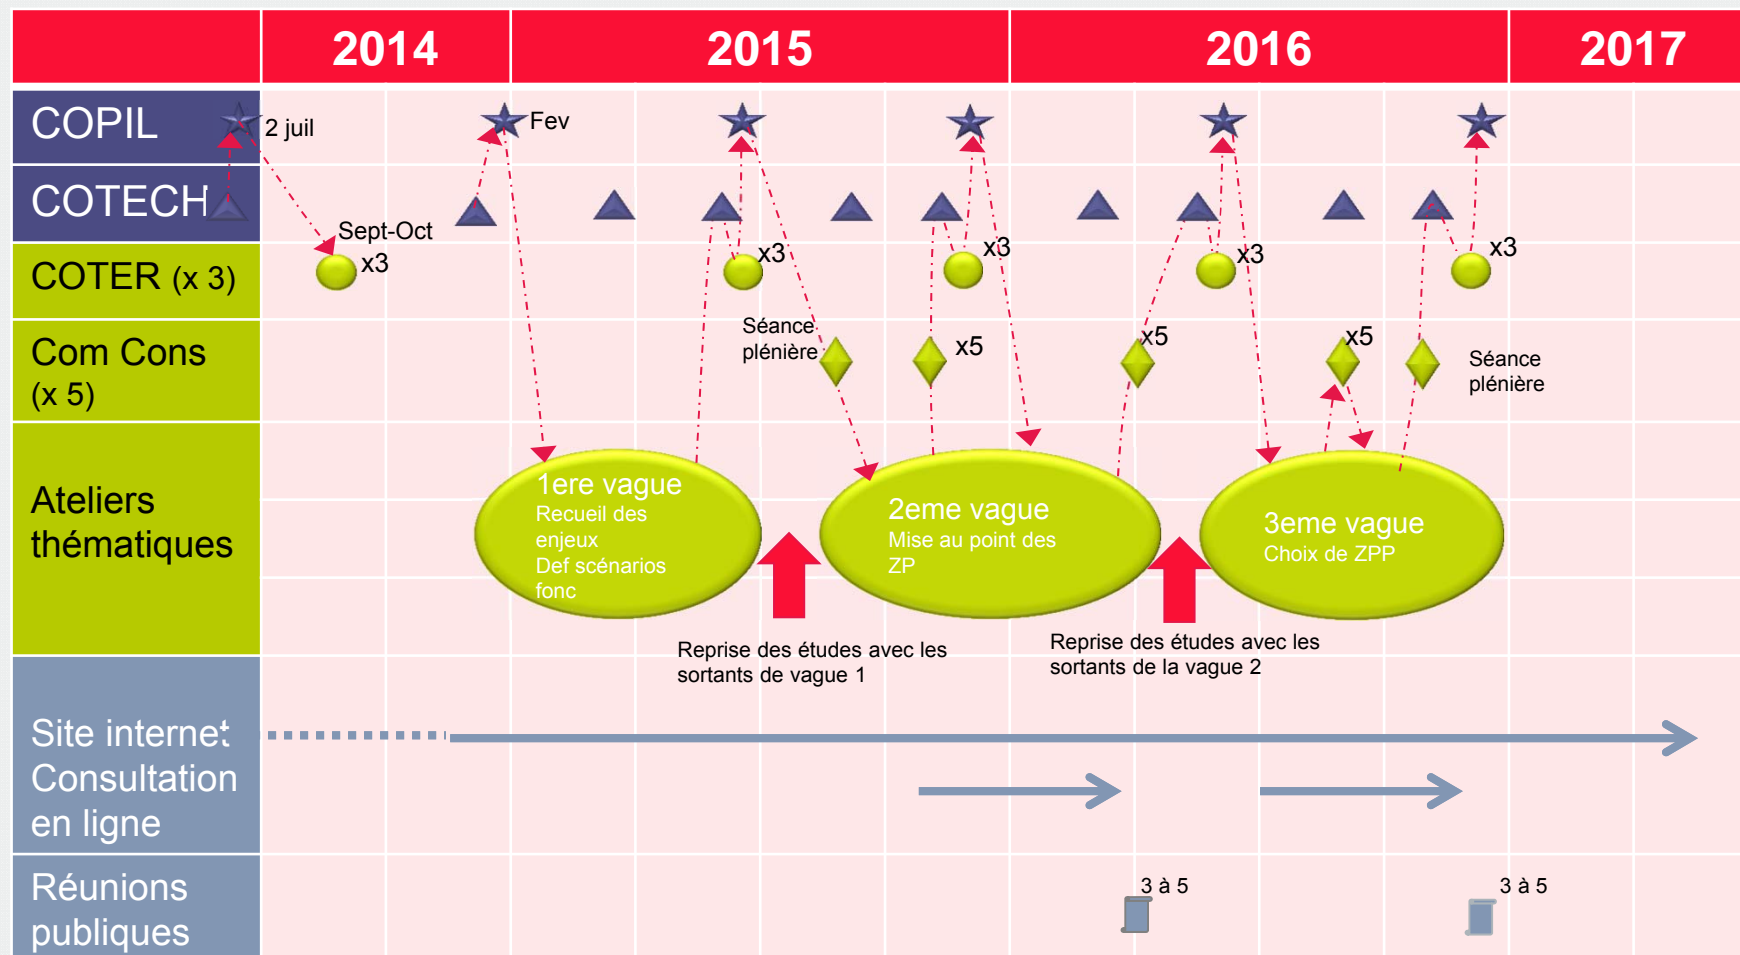 2014
2015
2016
2017
COPIL
2 juil
Fev
COTECH
Sept-Oct
COTER (x 3)
x3
x3
x3
x3
x3
Com Cons
(x 5)
Séance
plénière
x5
x5
x5
Séance
plénière
Ateliers
thématiques
1ere vague
Recueil des
enjeux
Def scénarios
fonc
2eme vague
Mise au point des
ZP
3eme vague
Choix de ZPP
Reprise des études avec les
sortants de vague 1
Reprise des études avec les
sortants de la vague 2
Site internet
Consultation
en ligne
Réunions
publiques
3 à 5
3 à 5